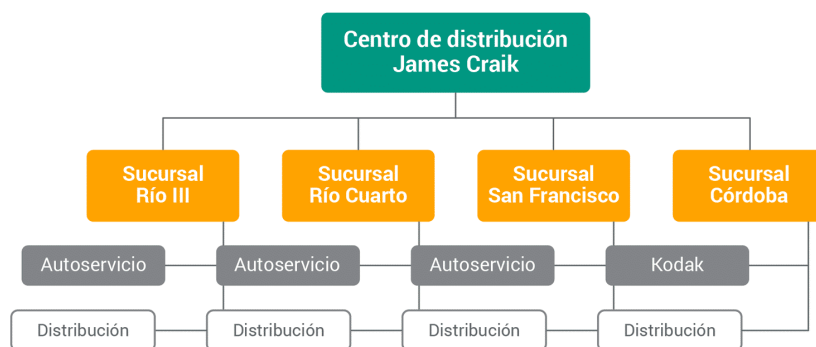 Centro de distribución
James Craik
Sucursal
Río III
Sucursal
Río Cuarto
Sucursal
San Francisco
Sucursal
Córdoba
Autoservicio
Autoservicio
Autoservicio
Kodak
Distribución
Distribución
Distribución
Distribución